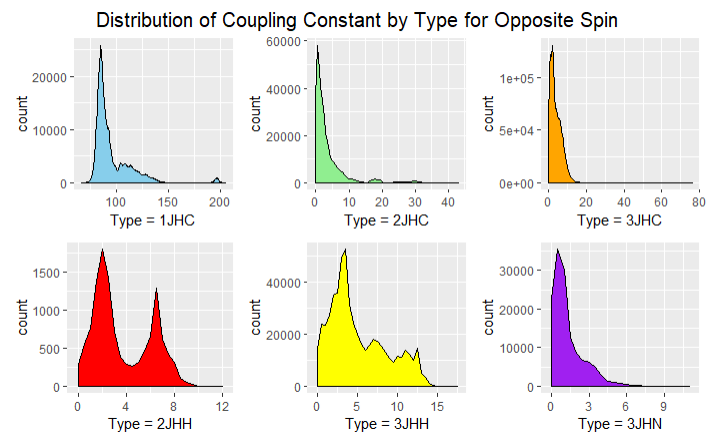 Distribution of Coupling Constant by Type for Opposite Spin
count
20000
10000
0
100
150
200
Type = 1JHC
count
60000
40000
20000
0
0
10
20
30
40
Type = 2JHC
count
1e+05
5e+04
0e+00
0
20
40
60
80
Type = 3JHC
count
1500
1000
500
0
0
4
8
12
Type = 2JHH
count
40000
20000
0
0
5
10
15
Type = 3JHH
count
30000
20000
10000
0
0
3
6
9
Type = 3JHN